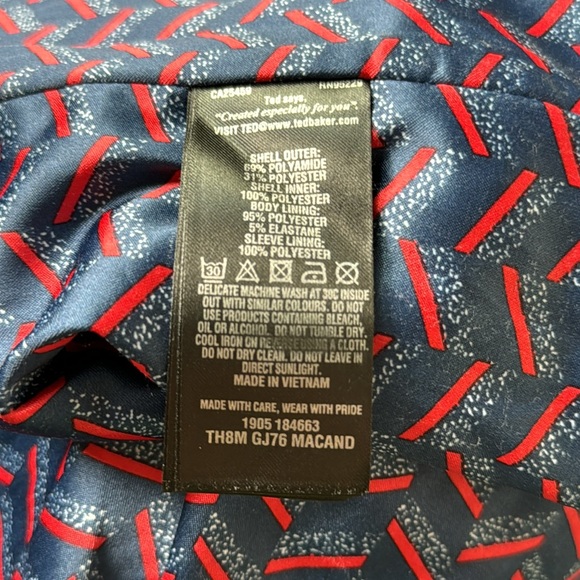 CA25469 RN95229
Ted says,
"Created especially for you"
VISIT TED@www.tedbaker.com
SHELL OUTER:
69% POLYAMIDE
31% POLYESTER
SHELL INNER:
100% POLYESTER
BODY LINING:
95% POLYESTER
5% ELASTANE
SLEEVE LINING:
100% POLYESTER
30
DELICATE MACHINE WASH AT 30C INSIDE
OUT WITH SIMILAR COLOURS. DO NOT
USE PRODUCTS CONTAINING BLEACH,
OIL OR ALCOHOL. DO NOT TUMBLE DRY
COOL IRON ON REVERSE USING A CLOTH.
DO NOT DRY CLEAN. DO NOT LEAVE IN
DIRECT SUNLIGHT.
MADE IN VIETNAM
MADE WITH CARE, WEAR WITH PRIDE
1905 184663
TH8M GJ76 MACAND